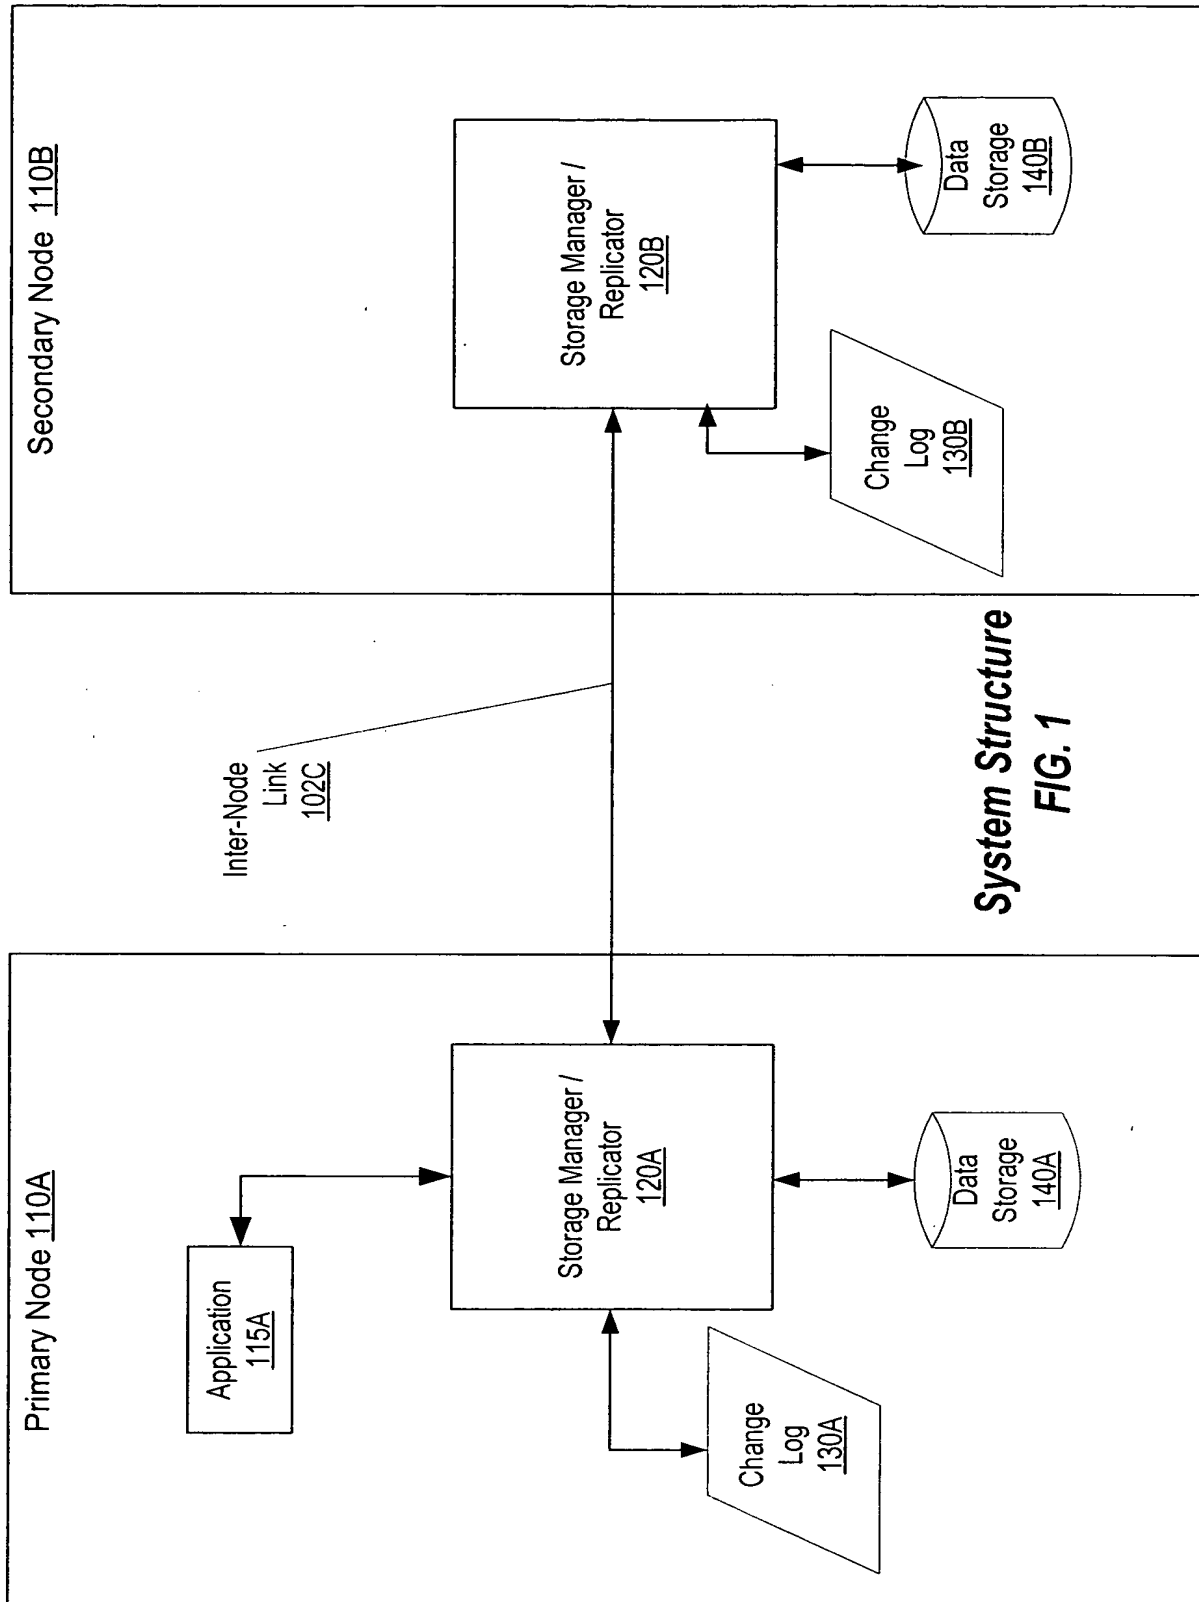 Primary Node 110A
Application
115A
Storage Manager /
Replicator
120A
Change
Log
130A
Data
Storage
140A
Inter-Node
Link
102C
Secondary Node 110B
Storage Manager /
Replicator
120B
Change
Log
130B
Data
Storage
140B
System Structure
FIG. 1